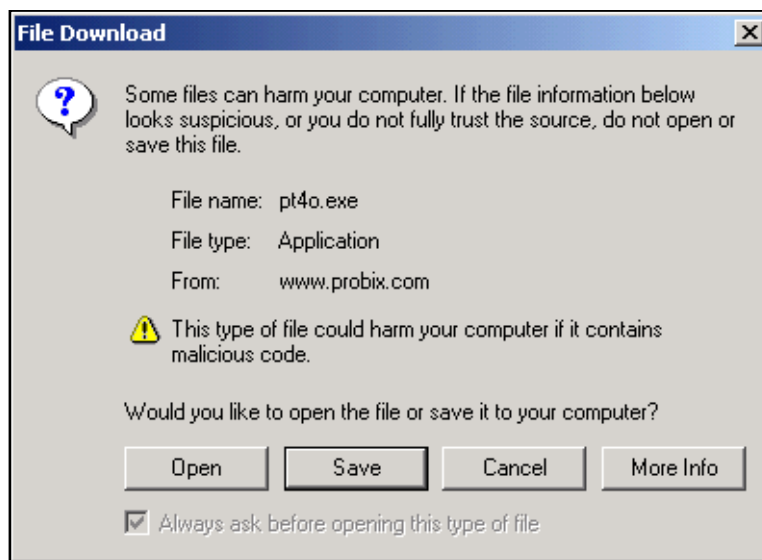 File Download
Some files can harm your computer. If the file information below
looks suspicious, or you do not fully trust the source, do not open or
save this file.
File name: pt4o.exe
File type: Application
From: www.probix.com
This type of file could harm your computer if it contains
malicious code.
Would you like to open the file or save it to your computer?
Open Save Cancel More Info
Always ask before opening this type of file